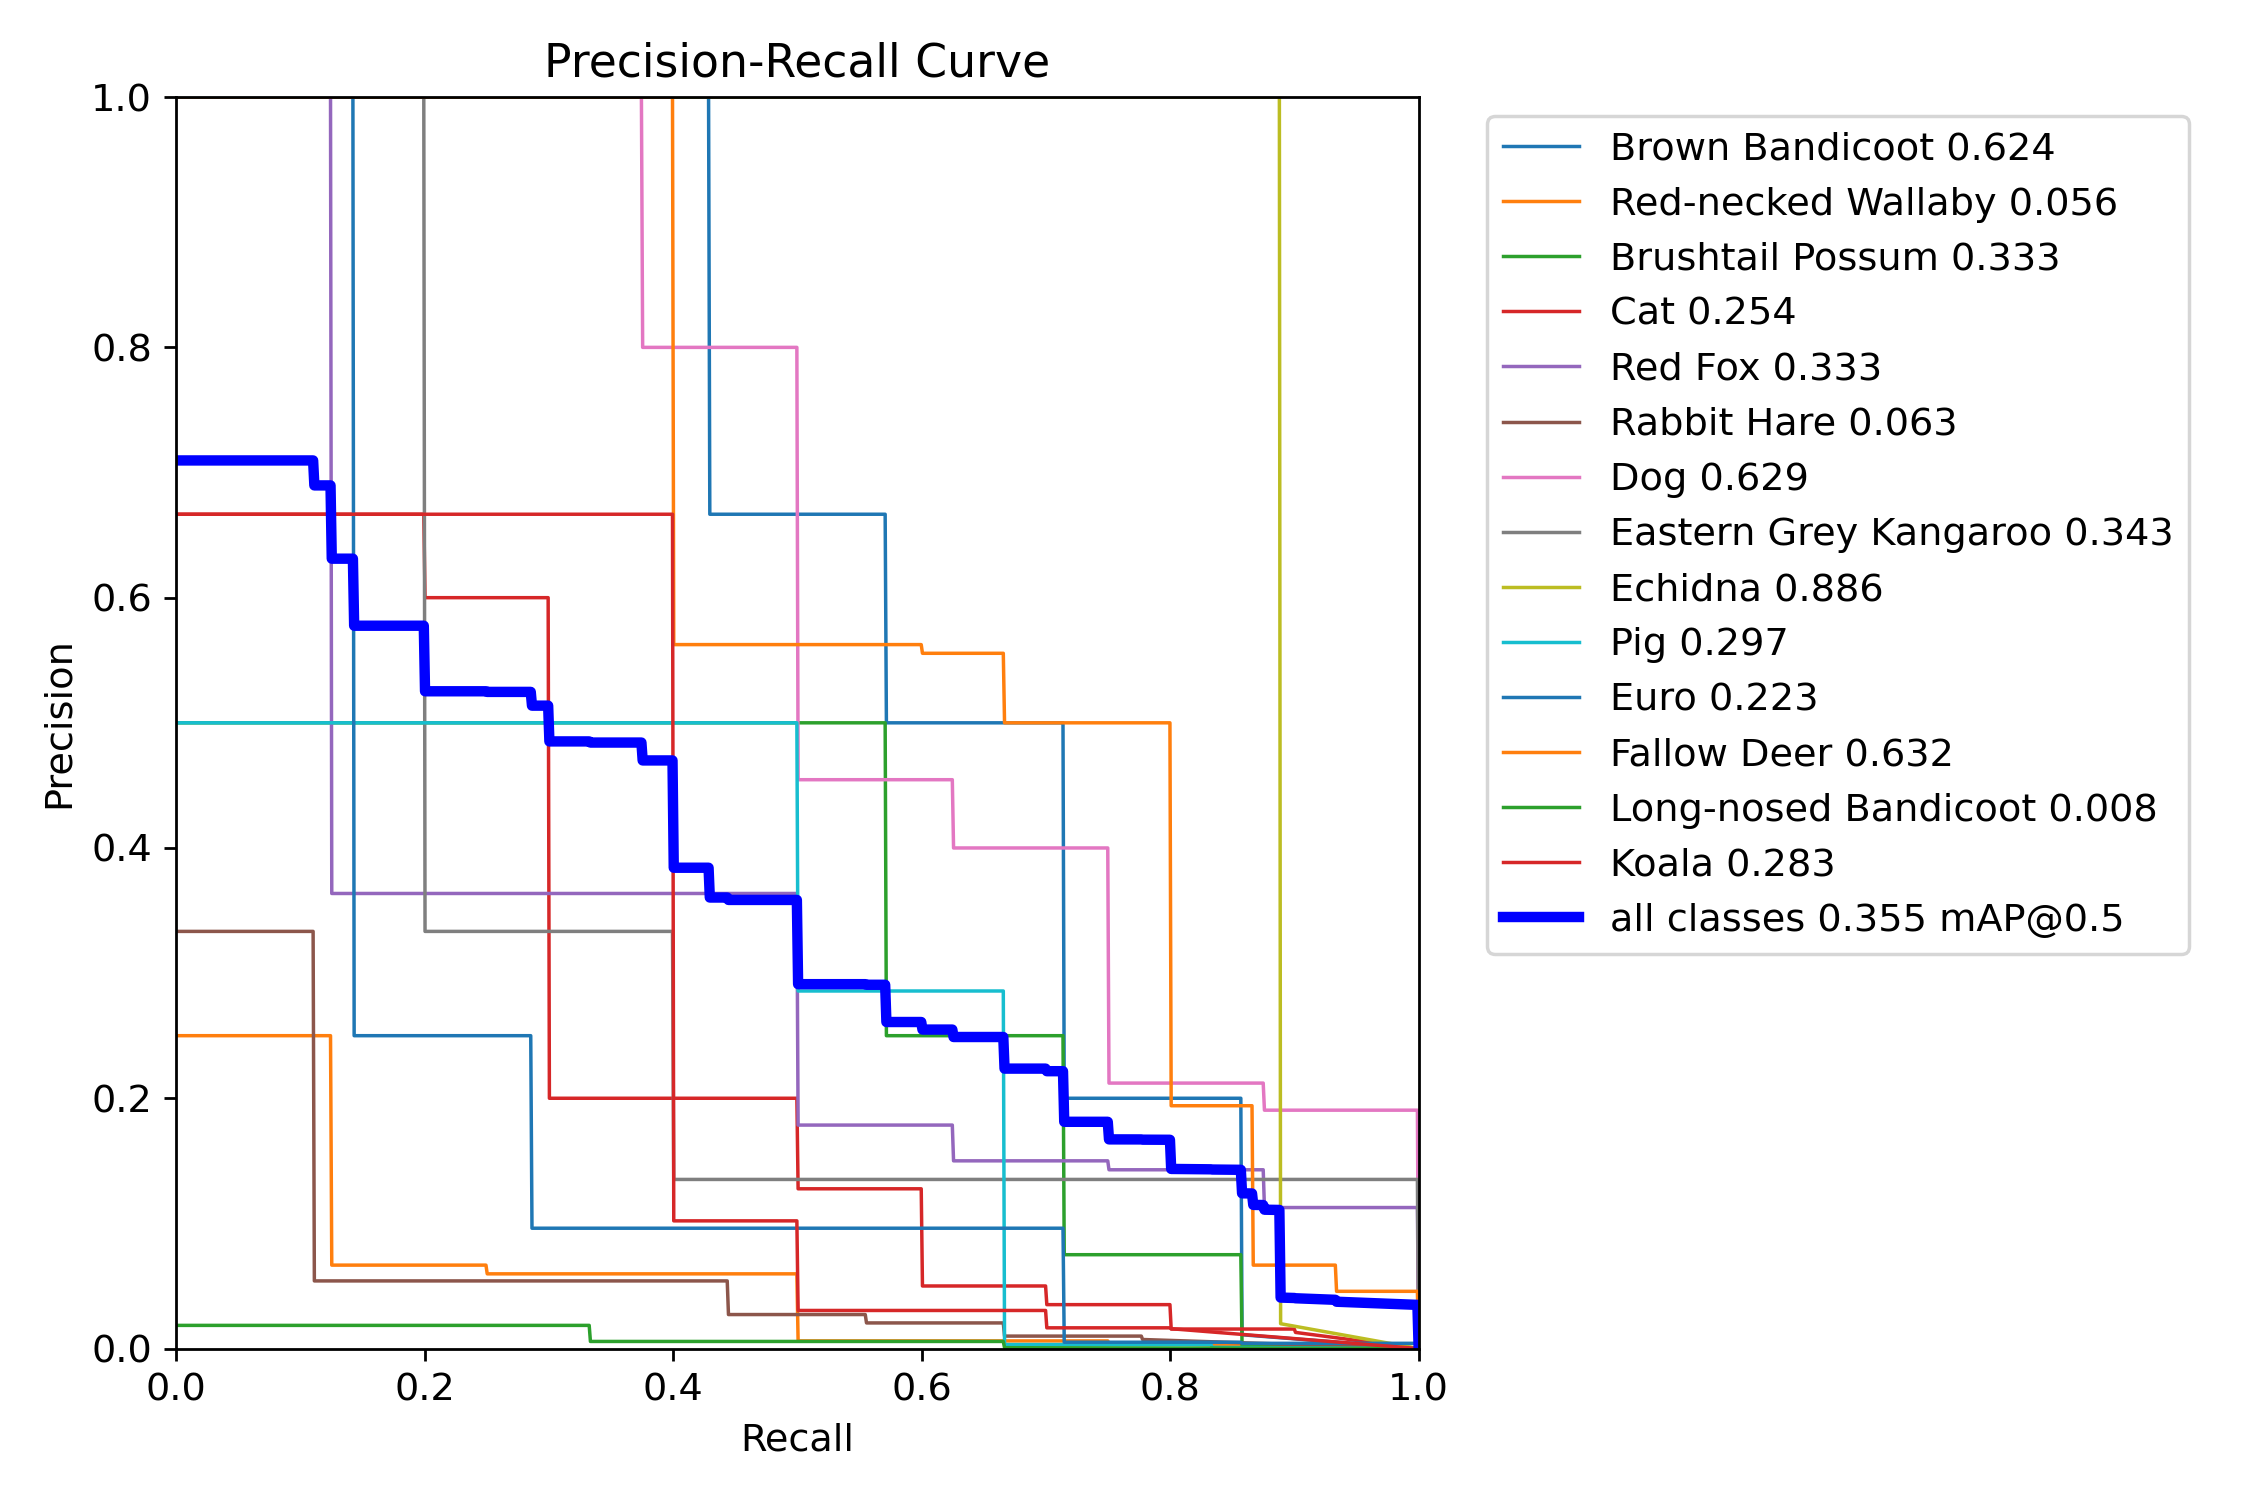 Precision-Recall Curve
1.0
0.8
0.6
0.4
0.2
0.0
Precision
0.0 0.2 0.4 0.6 0.8 1.0
Recall
Brown Bandicoot 0.624
Red-necked Wallaby 0.056
Brushtail Possum 0.333
Cat 0.254
Red Fox 0.333
Rabbit Hare 0.063
Dog 0.629
Eastern Grey Kangaroo 0.343
Echidna 0.886
Pig 0.297
Euro 0.223
Fallow Deer 0.632
Long-nosed Bandicoot 0.008
Koala 0.283
all classes 0.355 mAP@0.5